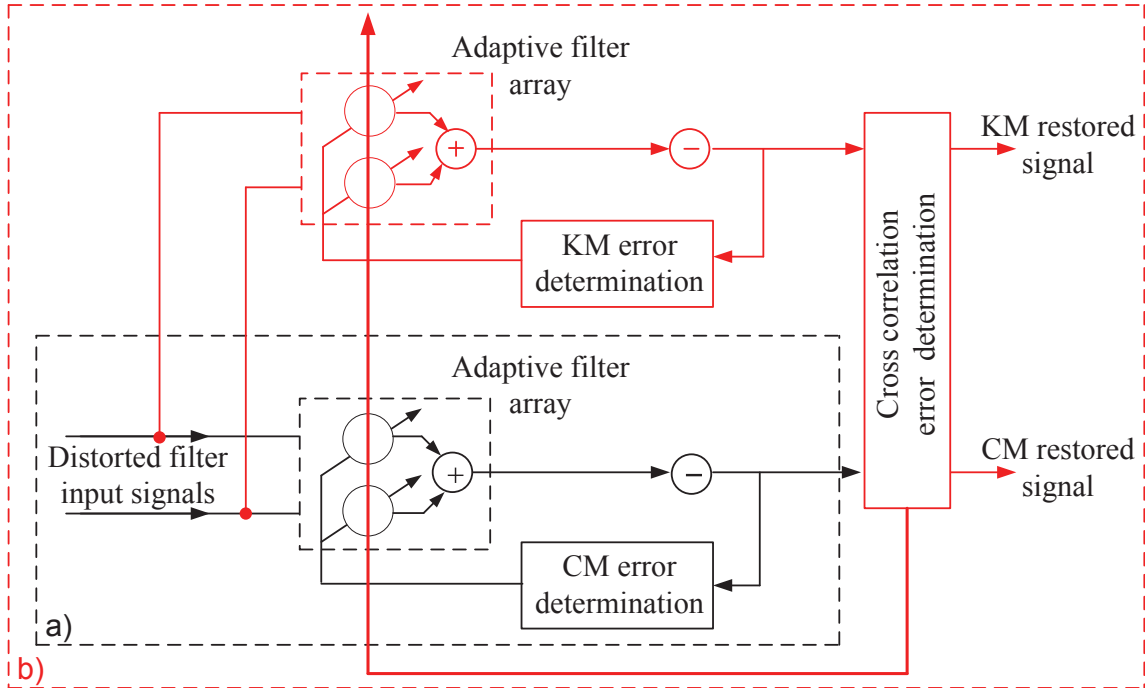 Adaptive filter
array
+
−
KM restored
signal
KM error
determination
Cross correlation
error determination
Adaptive filter
array
Distorted filter
input signals
+
−
CM restored
signal
CM error
determination
a)
b)